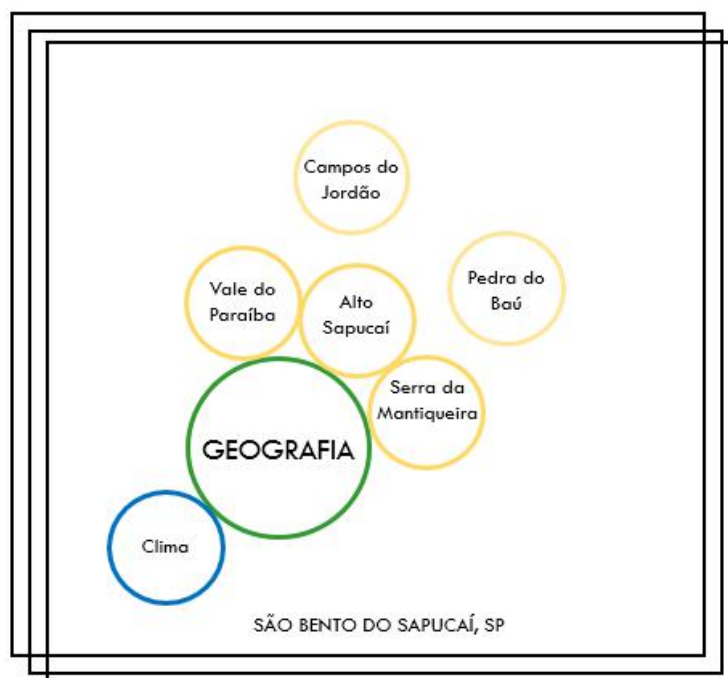 Campos do
Jordão
Pedra do
Baú
Vale do
Paraíba
Alto
Sapucaí
Serra da
Mantiqueira
GEOGRAFIA
Clima
SÃO BENTO DO SAPUCAÍ, SP